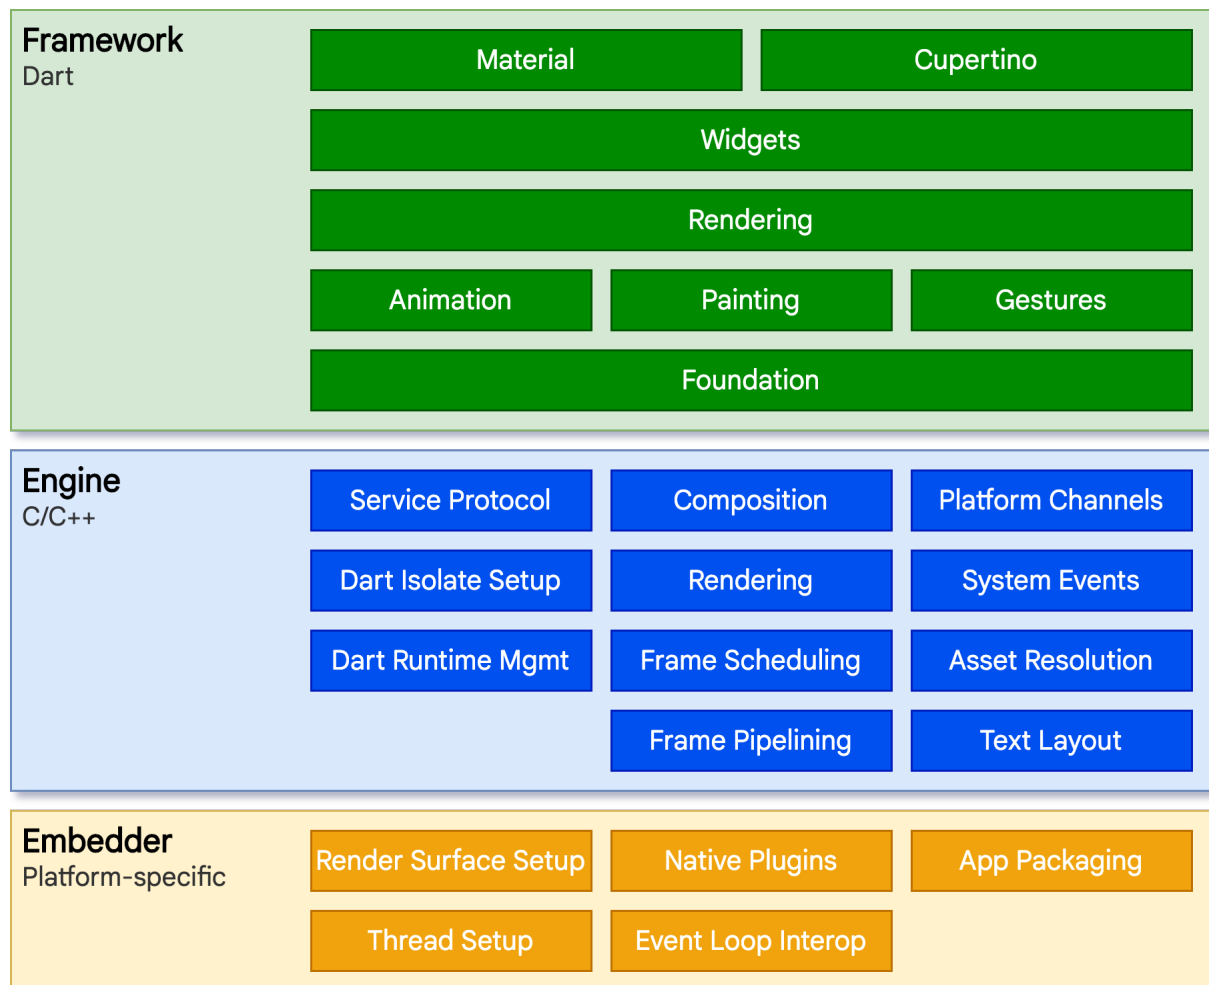 Framework
Dart
Material
Cupertino
Widgets
Rendering
Animation
Painting
Gestures
Foundation
Engine
C/C++
Service Protocol
Composition
Platform Channels
Dart Isolate Setup
Rendering
System Events
Dart Runtime Mgmt
Frame Scheduling
Asset Resolution
Frame Pipelining
Text Layout
Embedder
Platform-specific
Render Surface Setup
Native Plugins
App Packaging
Thread Setup
Event Loop Interop